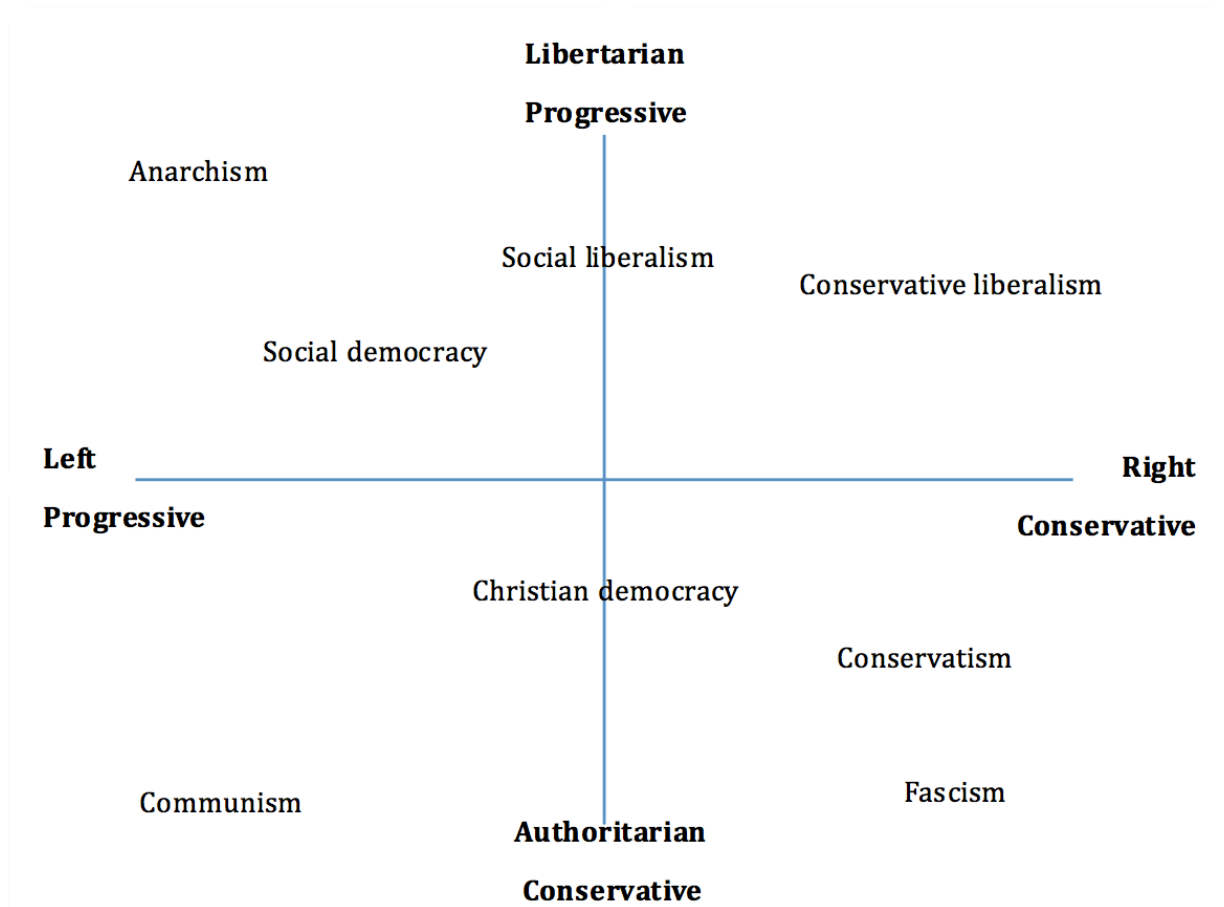 Libertarian
Progressive
Anarchism
Social liberalism
Conservative liberalism
Social democracy
Left
Right
Progressive
Conservative
Christian democracy
Conservatism
Fascism
Communism
Authoritarian
Conservative